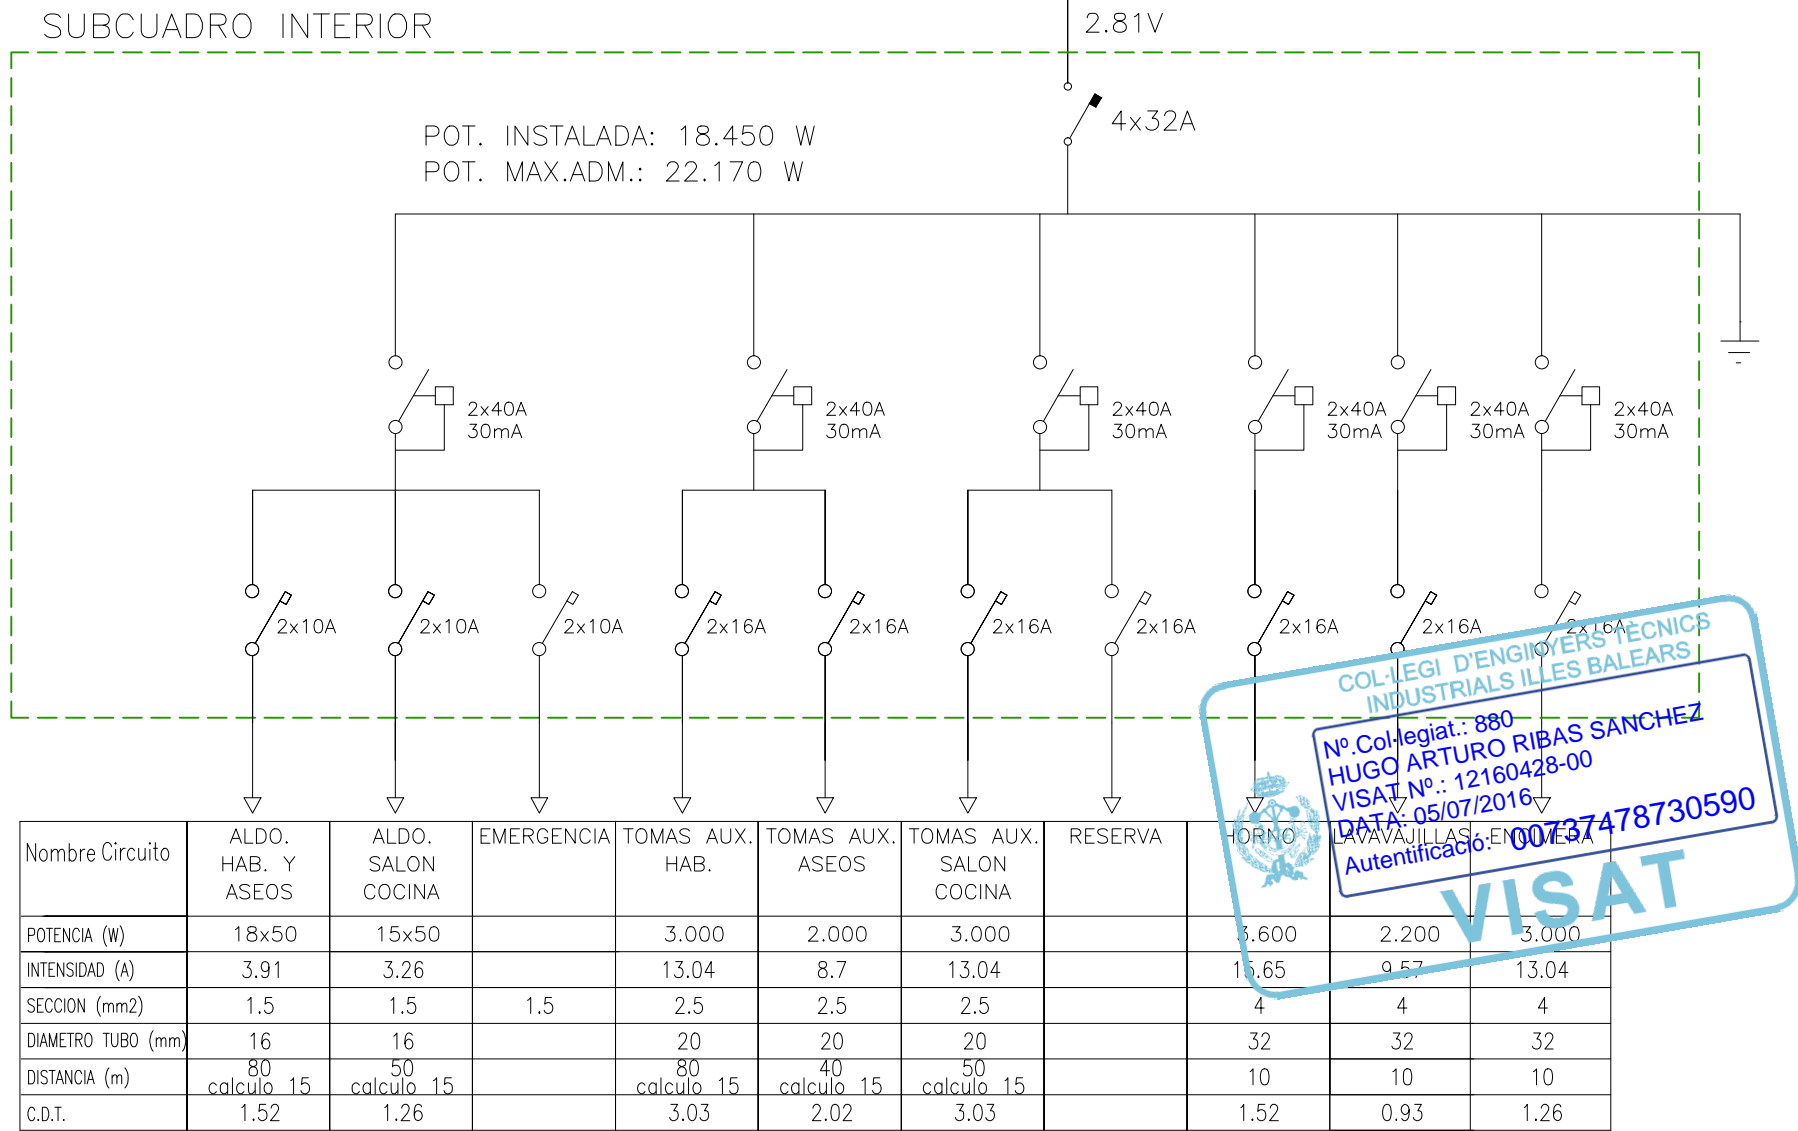 SUBCUADRO INTERIOR
2.81V
4x32A
POT. INSTALADA: 18.450 W
POT. MAX.ADM.: 22.170 W
2x40A 30mA
2x40A 30mA
2x40A 30mA
2x40A 30mA
2x40A 30mA
2x40A 30mA
2x10A
2x10A
2x10A
2x16A
2x16A
2x16A
2x16A
2x16A
2x16A
2x16A
COL·LEGI D'ENGINYERS TÈCNICS
INDUSTRIALS ILLES BALEARS
Nº.Col·legiat.: 880
HUGO ARTURO RIBAS SANCHEZ
VISAT Nº.: 12160428-00
DATA: 05/07/2016
Autentificació: 00737478730590
VISAT
Nombre Circuito
ALDO. HAB. Y ASEOS
ALDO. SALON COCINA
EMERGENCIA
TOMAS AUX. HAB.
TOMAS AUX. ASEOS
TOMAS AUX. SALON COCINA
RESERVA
HORNO
LAVAVAJILLAS
POTENCIA (W) 18x50 15x50 3.000 2.000 3.000 3.600 2.200 3.000
INTENSIDAD (A) 3.91 3.26 13.04 8.7 13.04 15.65 9.57 13.04
SECCION (mm2) 1.5 1.5 1.5 2.5 2.5 2.5 4 4 4
DIAMETRO TUBO (mm) 16 16 20 20 20 32 32 32
DISTANCIA (m) 80 calculo 15 50 calculo 15 80 calculo 15 40 calculo 15 50 calculo 15 10 10 10
C.D.T. 1.52 1.26 3.03 2.02 3.03 1.52 0.93 1.26